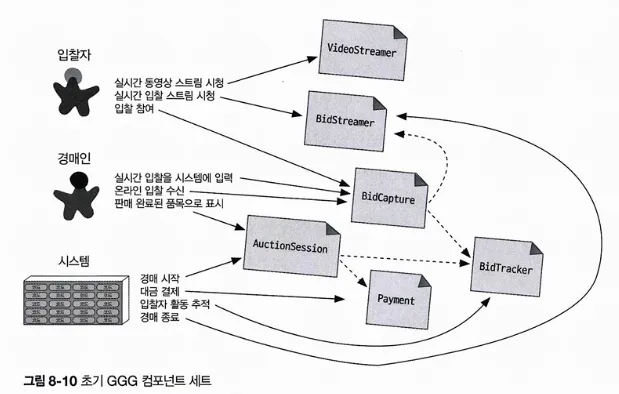 입찰자
실시간 동영상 스트림 시청
실시간 입찰 스트림 시청
입찰 참여
VideoStreamer
BidStreamer
경매인
실시간 입찰을 시스템에 입력
온라인 입찰 수신
판매 완료된 품목으로 표시
BidCapture
AuctionSession
BidTracker
Payment
시스템
경매 시작
대금 결제
입찰자 활동 추적
경매 종료
그림 8-10 초기 GGG 컴포넌트 세트